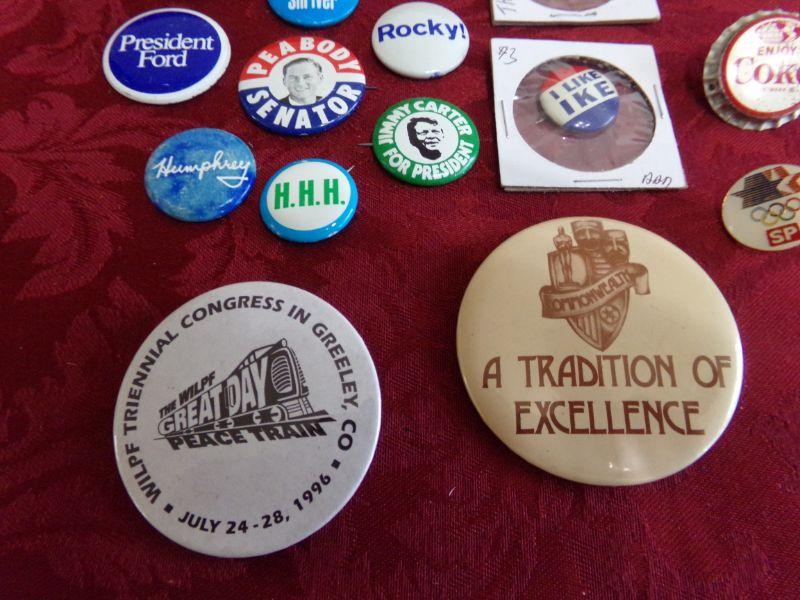 Shriver
President
Ford
PEABODY
SENATOR
Rocky!
JIMMY CARTER
FOR PRESIDENT
#3
I LIKE
IKE
ENJOY
Coke
Humphrey
H.H.H.
SP
WILPF TRIENNIAL CONGRESS IN GREELEY, CO
THE WILPF
GREAT DAY
PEACE TRAIN
JULY 24-28, 1996
COMMONWEALTH
A TRADITION OF
EXCELLENCE